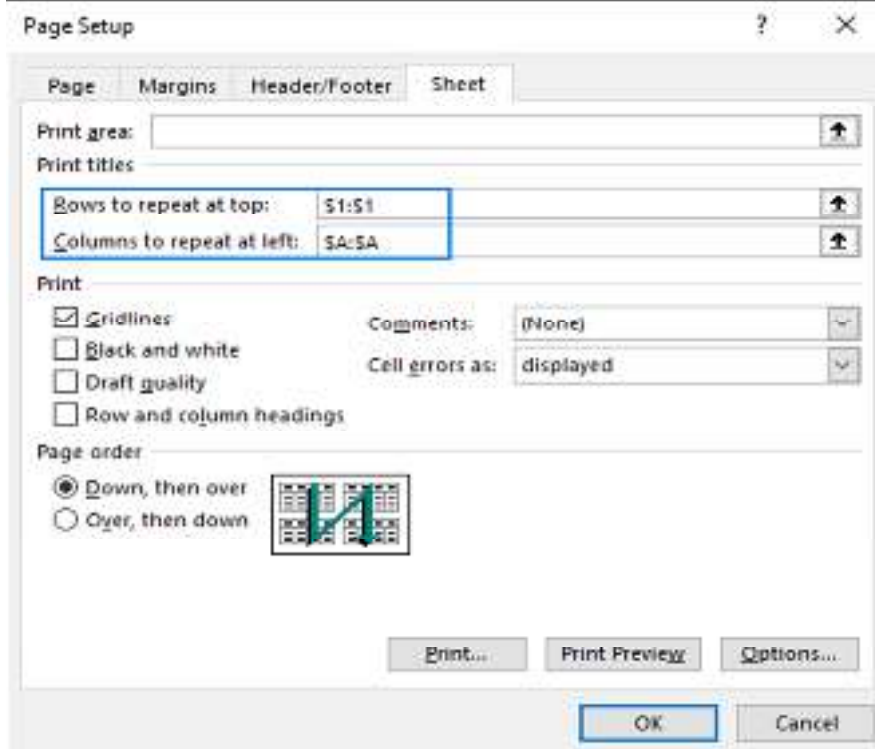 Page Setup ? ×
Page Margins Header/Footer Sheet
Print area:
Print titles
Rows to repeat at top: $1:$1
Columns to repeat at left: $A:$A
Print
Gridlines
Comments: (None)
Black and white
Cell errors as: displayed
Draft quality
Row and column headings
Page order
Down, then over
Over, then down
Print... Print Preview Options...
OK Cancel